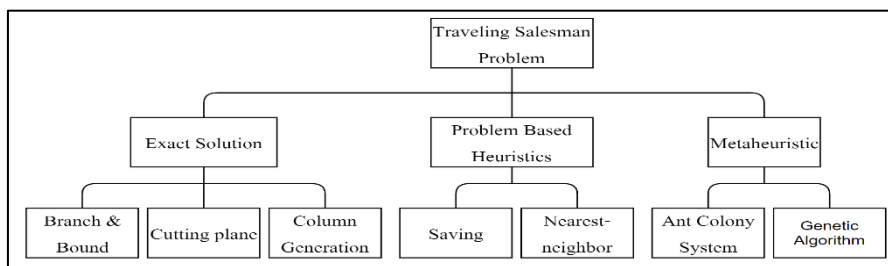 Traveling Salesman
Problem
Exact Solution
Problem Based
Heuristics
Metaheuristic
Branch &
Bound
Cutting plane
Column
Generation
Saving
Nearest-
neighbor
Ant Colony
System
Genetic
Algorithm